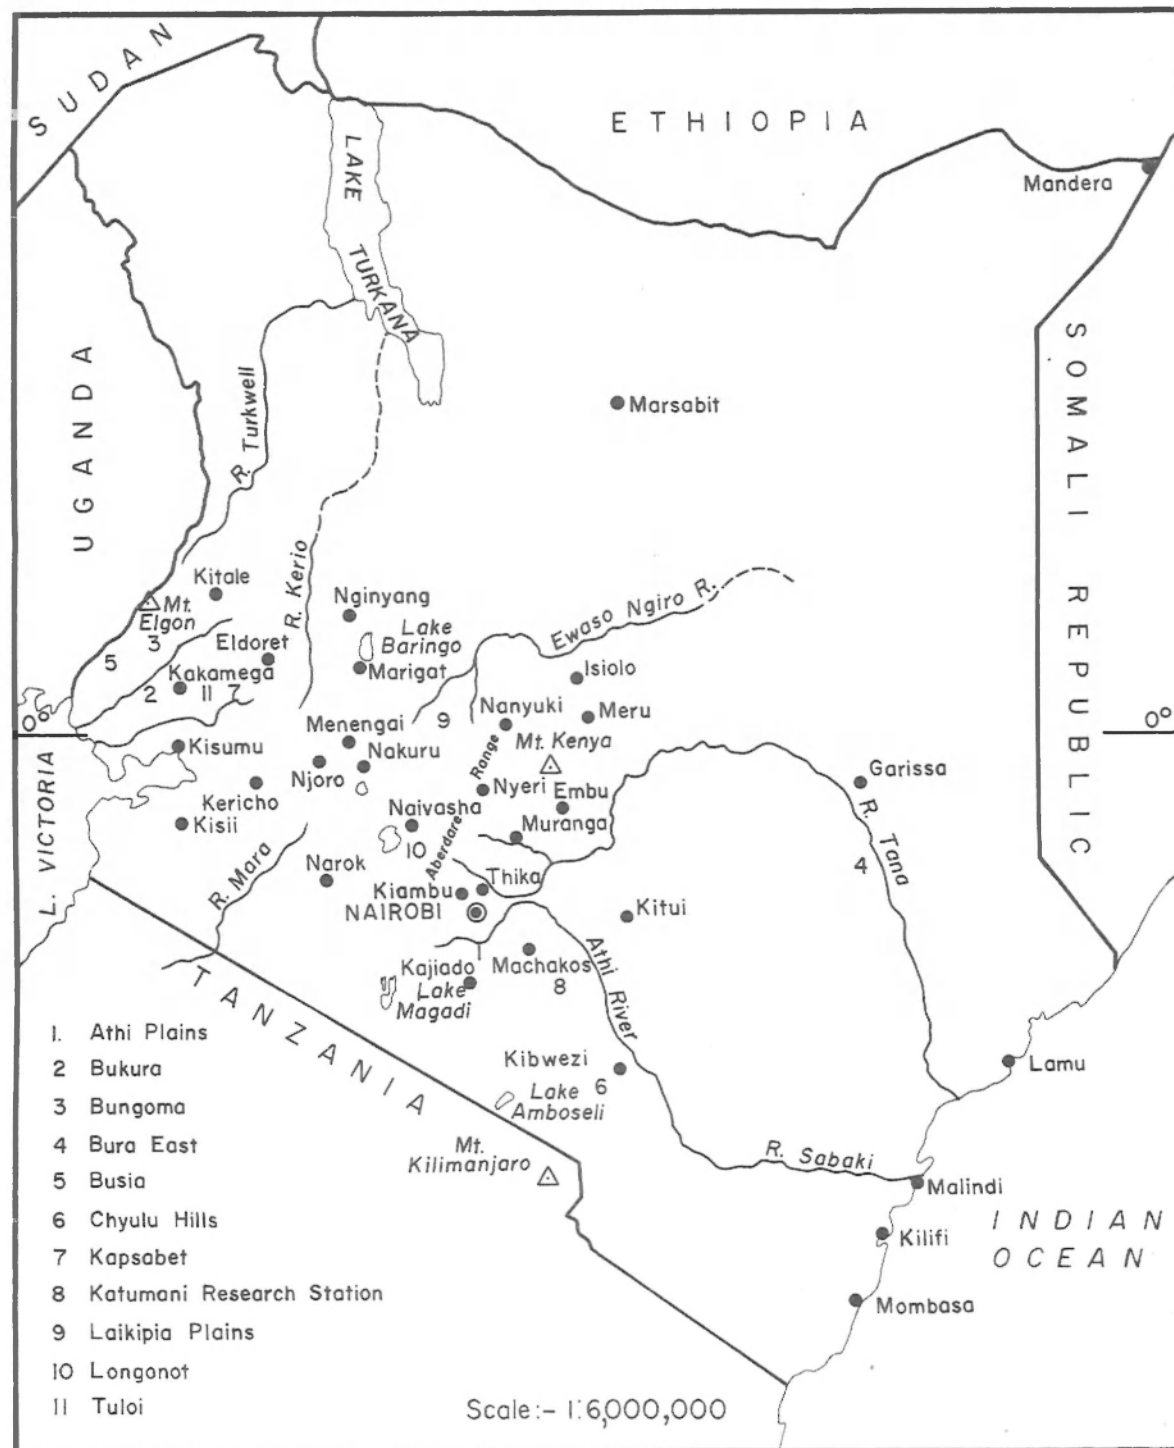 SUDAN
ETHIOPIA
Mandera
LAKE
TURKANA
SOMALI REPUBLIC
UGANDA
R. Turkwell
Marsabit
R. Kerio
Kitale
Mt.
Elgon
3
Nginyang
Lake
Baringo
Ewaso Ngiro R.
Eldoret
5
Kakamega
2
11
7
Marigat
Isiolo
9
Nanyuki
Meru
0°
0°
Menengai
Mt. Kenya
Kisumu
Nakuru
Njoro
Aberdare Range
Nyeri
Garissa
Kericho
Embu
L. VICTORIA
Kisii
Naivasha
10
Muranga
R. Tana
4
R. Mara
Narok
Thika
Kiambu
NAIROBI
Kitui
Athi River
Machakos
8
Kajiado
Lake
Magadi
TANZANIA
Kibwezi
6
Lamu
Lake
Amboseli
Mt.
Kilimanjaro
R. Sabaki
Malindi
INDIAN
OCEAN
Kilifi
Mombasa
1. Athi Plains
2 Bukura
3 Bungoma
4 Bura East
5 Busia
6 Chyulu Hills
7 Kapsabet
8 Katumani Research Station
9 Laikipia Plains
10 Longonot
11 Tuloi
Scale:- 1:6,000,000